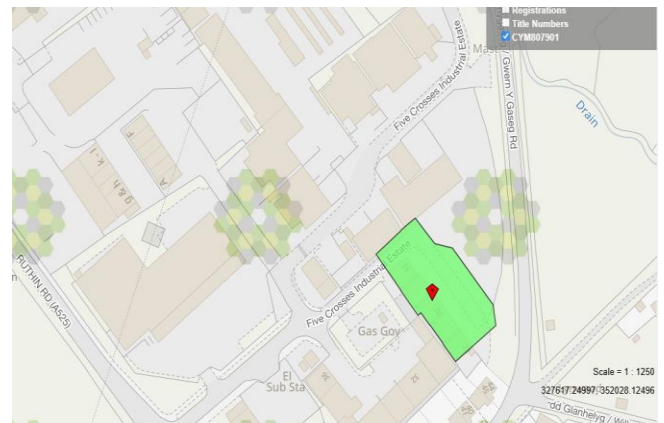 Registrations
Title Numbers
CYM807901
Mast
Five Crosses Industrial Estate
/ Gwern Y Gaseg Rd
Drain
g & h
k - l
F
A
RUTHIN RD (A525)
Five Crosses Industrial Estate
Gas Gov
El
Sub Sta
Scale = 1 : 1250
327617.24997, 352028.12496